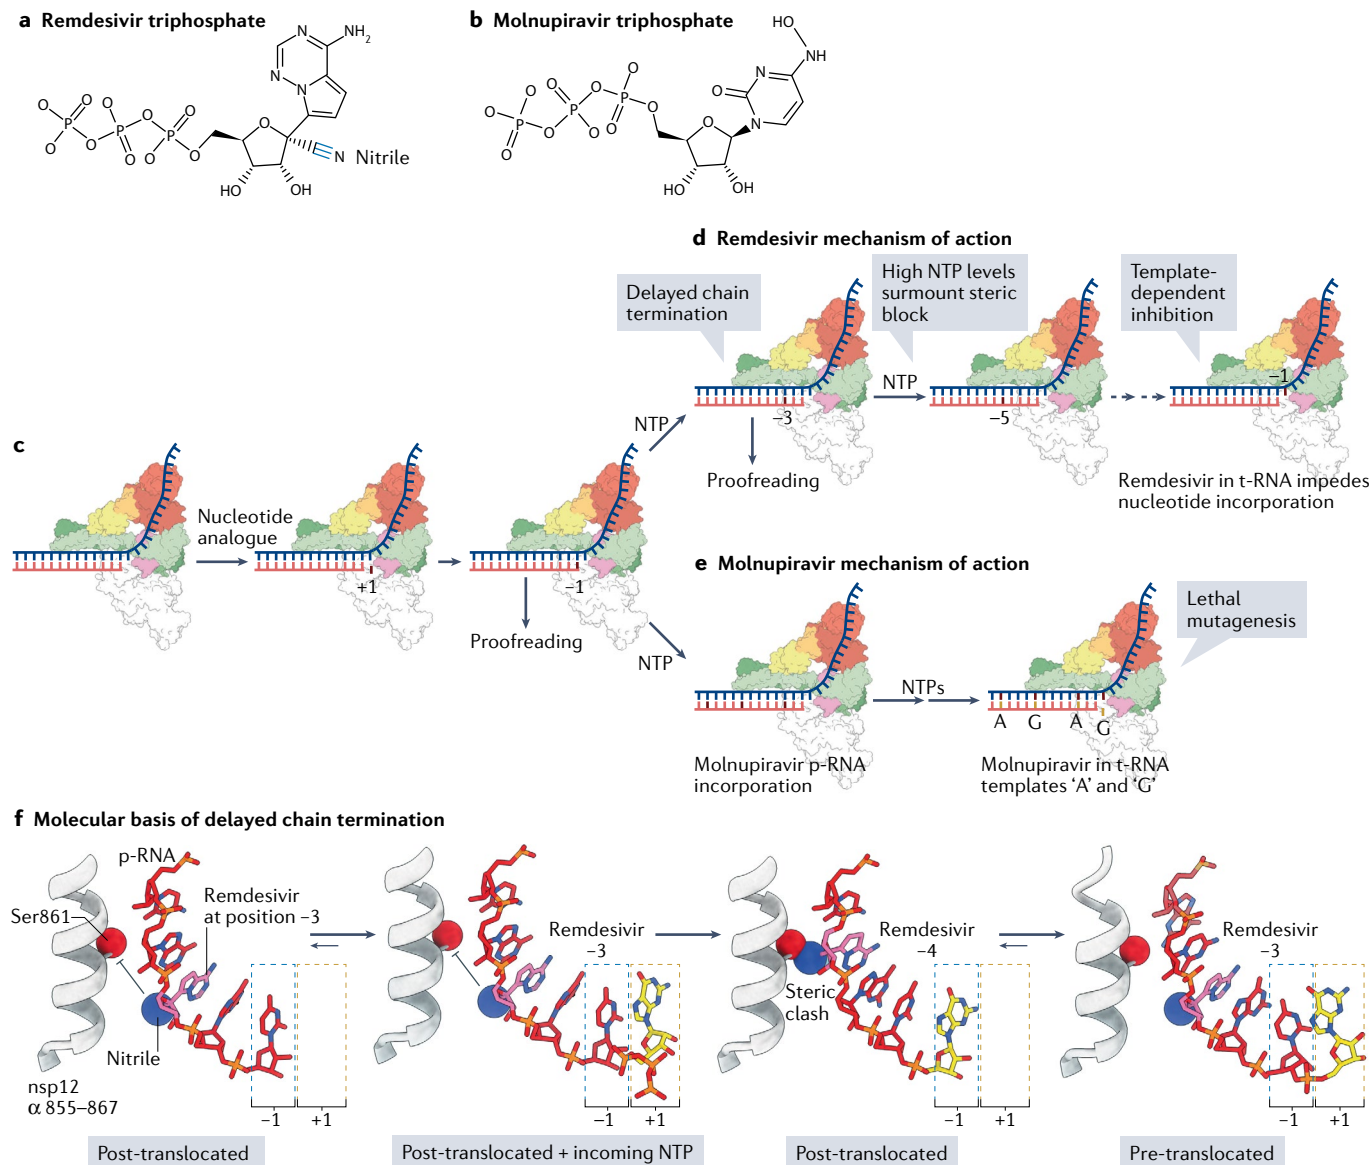 a Remdesivir triphosphate
N
NH2
N
N
O
O
O
O
O
O
P
P
P
O
O
O
O
O
O
N
Nitrile
HO
OH
b Molnupiravir triphosphate
HO
NH
N
O
N
O
O
O
O
O
O
P
P
P
O
O
O
O
O
HO
OH
d Remdesivir mechanism of action
Delayed chain
termination
High NTP levels
surmount steric
block
Template-
dependent
inhibition
−3
NTP
−5
−1
NTP
Proofreading
Remdesivir in t-RNA impedes
nucleotide incorporation
c
Nucleotide
analogue
+1
−1
Proofreading
NTP
e Molnupiravir mechanism of action
Lethal
mutagenesis
NTPs
A G A G
Molnupiravir p-RNA
incorporation
Molnupiravir in t-RNA
templates ‘A’ and ‘G’
f Molecular basis of delayed chain termination
p-RNA
Ser861
Remdesivir
at position −3
Nitrile
nsp12
α 855–867
−1 +1
Post-translocated
Remdesivir
−3
−1 +1
Post-translocated + incoming NTP
Remdesivir
−4
Steric
clash
−1 +1
Post-translocated
Remdesivir
−3
−1 +1
Pre-translocated